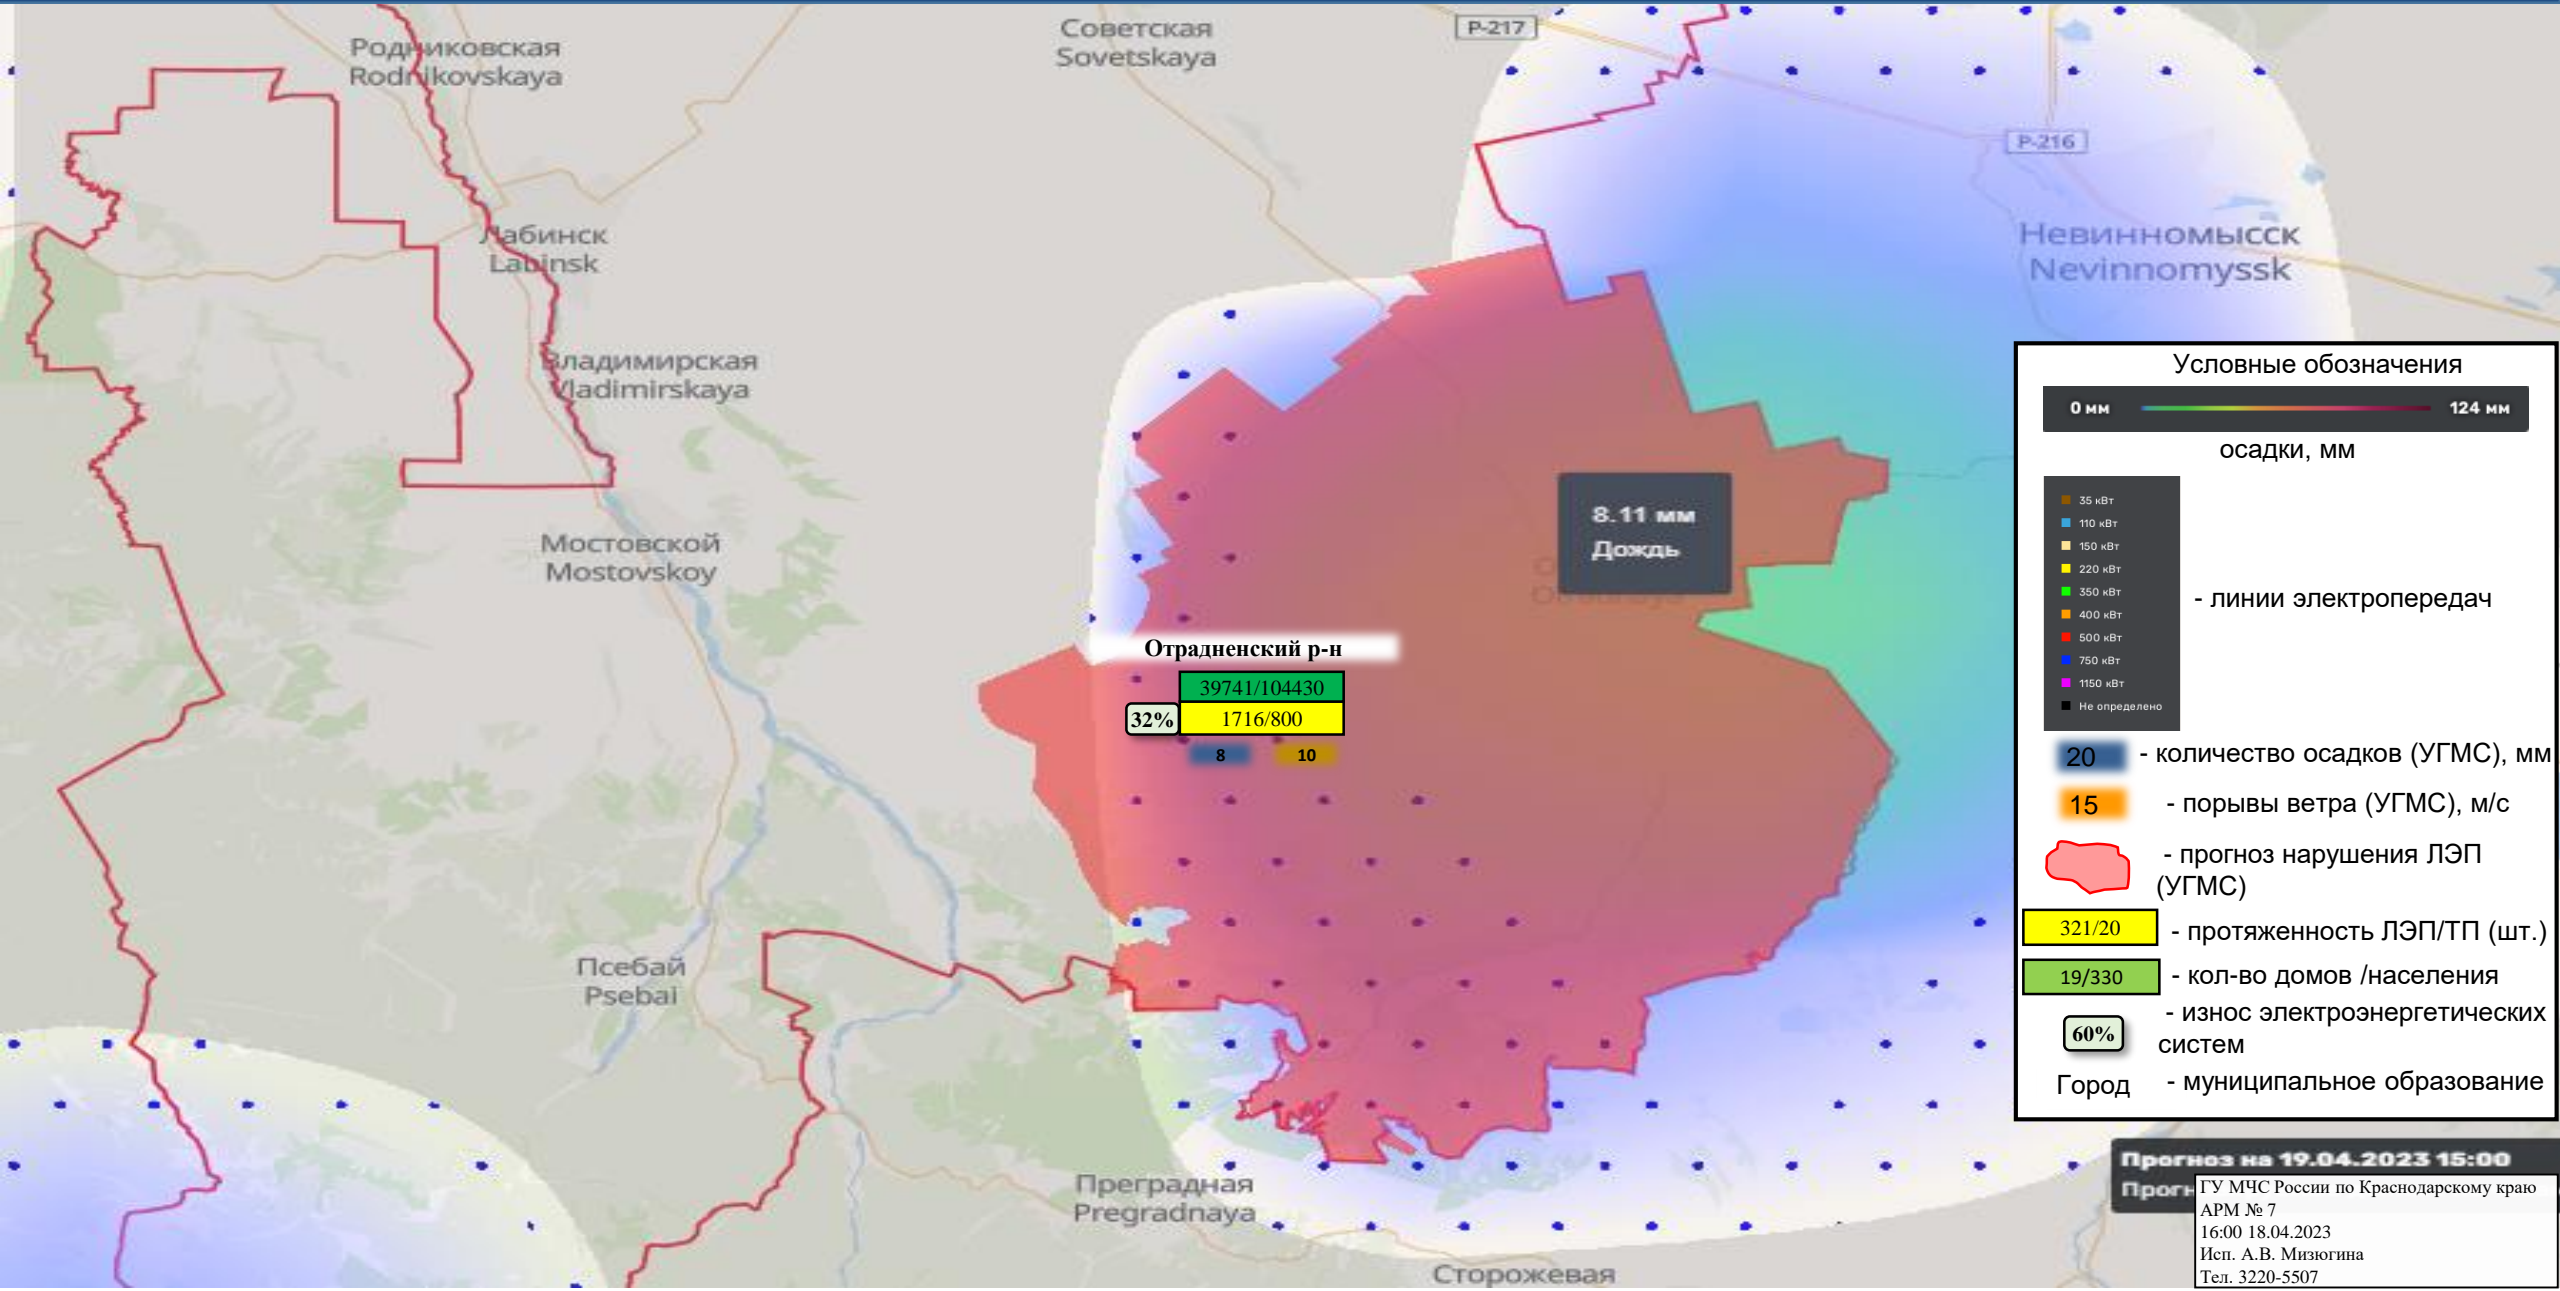 Советская
Sovetskaya
Р-217
Родниковская
Rodnikovskaya
Р-216
Лабинск
Labinsk
Невинномысск
Nevinnomyssk
Владимирская
Vladimirskaya
Мостовской
Mostovskoy
8.11 мм
Дождь
Отрадненский р-н
39741/104430
32%
1716/800
8
10
Псебай
Psebai
Преградная
Pregradnaya
Сторожевая
Условные обозначения
0 мм
124 мм
осадки, мм
35 кВт
110 кВт
150 кВт
220 кВт
350 кВт
400 кВт
500 кВт
750 кВт
1150 кВт
Не определено
- линии электропередач
20 - количество осадков (УГМС), мм
15 - порывы ветра (УГМС), м/с
- прогноз нарушения ЛЭП
(УГМС)
321/20 - протяженность ЛЭП/ТП (шт.)
19/330 - кол-во домов /населения
60% - износ электроэнергетических
систем
Город - муниципальное образование
Прогноз на 19.04.2023 15:00
ГУ МЧС России по Краснодарскому краю
АРМ № 7
16:00 18.04.2023
Исп. А.В. Мизюгина
Тел. 3220-5507